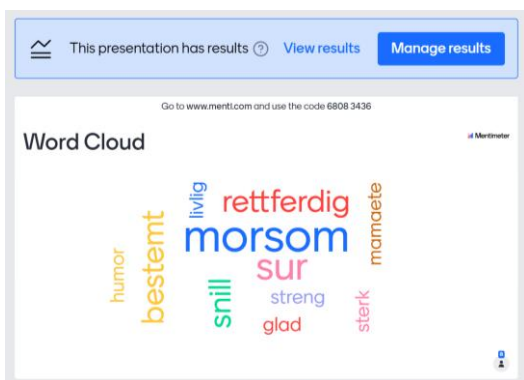 This presentation has results ? View results Manage results
Go to www.menti.com and use the code 6808 3436
Word Cloud
Mentimeter
livlig
rettferdig
mamaete
bestemt
morsom
humor
sur
snill
streng
sterk
glad